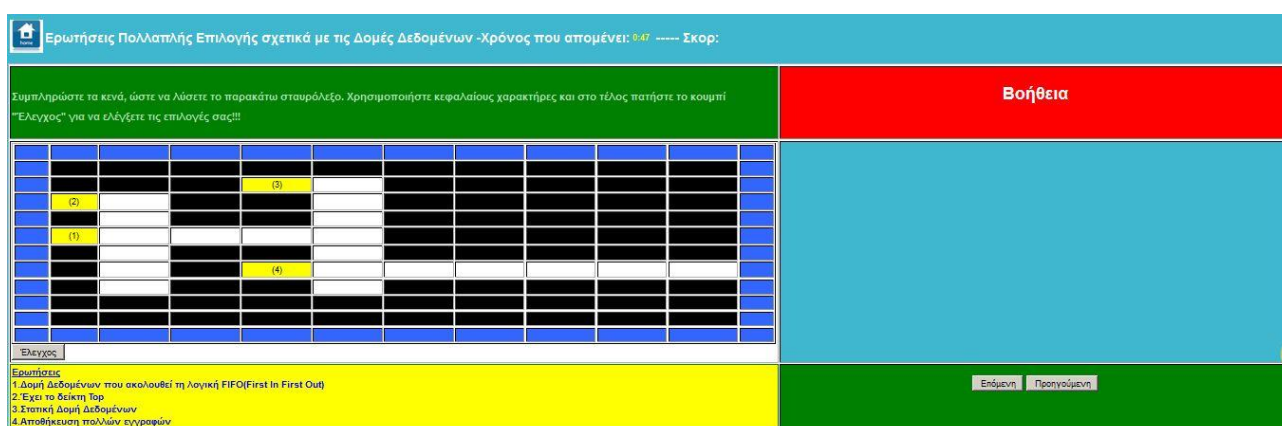 home
Ερωτήσεις Πολλαπλής Επιλογής σχετικά με τις Δομές Δεδομένων -Χρόνος που απομένει: 0:47 ----- Σκορ:
Συμπληρώστε τα κενά, ώστε να λύσετε το παρακάτω σταυρόλεξο. Χρησιμοποιήστε κεφαλαίους χαρακτήρες και στο τέλος πατήστε το κουμπί
"Έλεγχος" για να ελέγξετε τις επιλογές σας!!!
Βοήθεια
(3)
(2)
(1)
(4)
Έλεγχος
Ερωτήσεις
1.Δομή Δεδομένων που ακολουθεί τη λογική FIFO(First In First Out)
2.Έχει το δείκτη Top
3.Στατική Δομή Δεδομένων
4.Αποθήκευση πολλών εγγραφών
Επόμενη Προηγούμενη